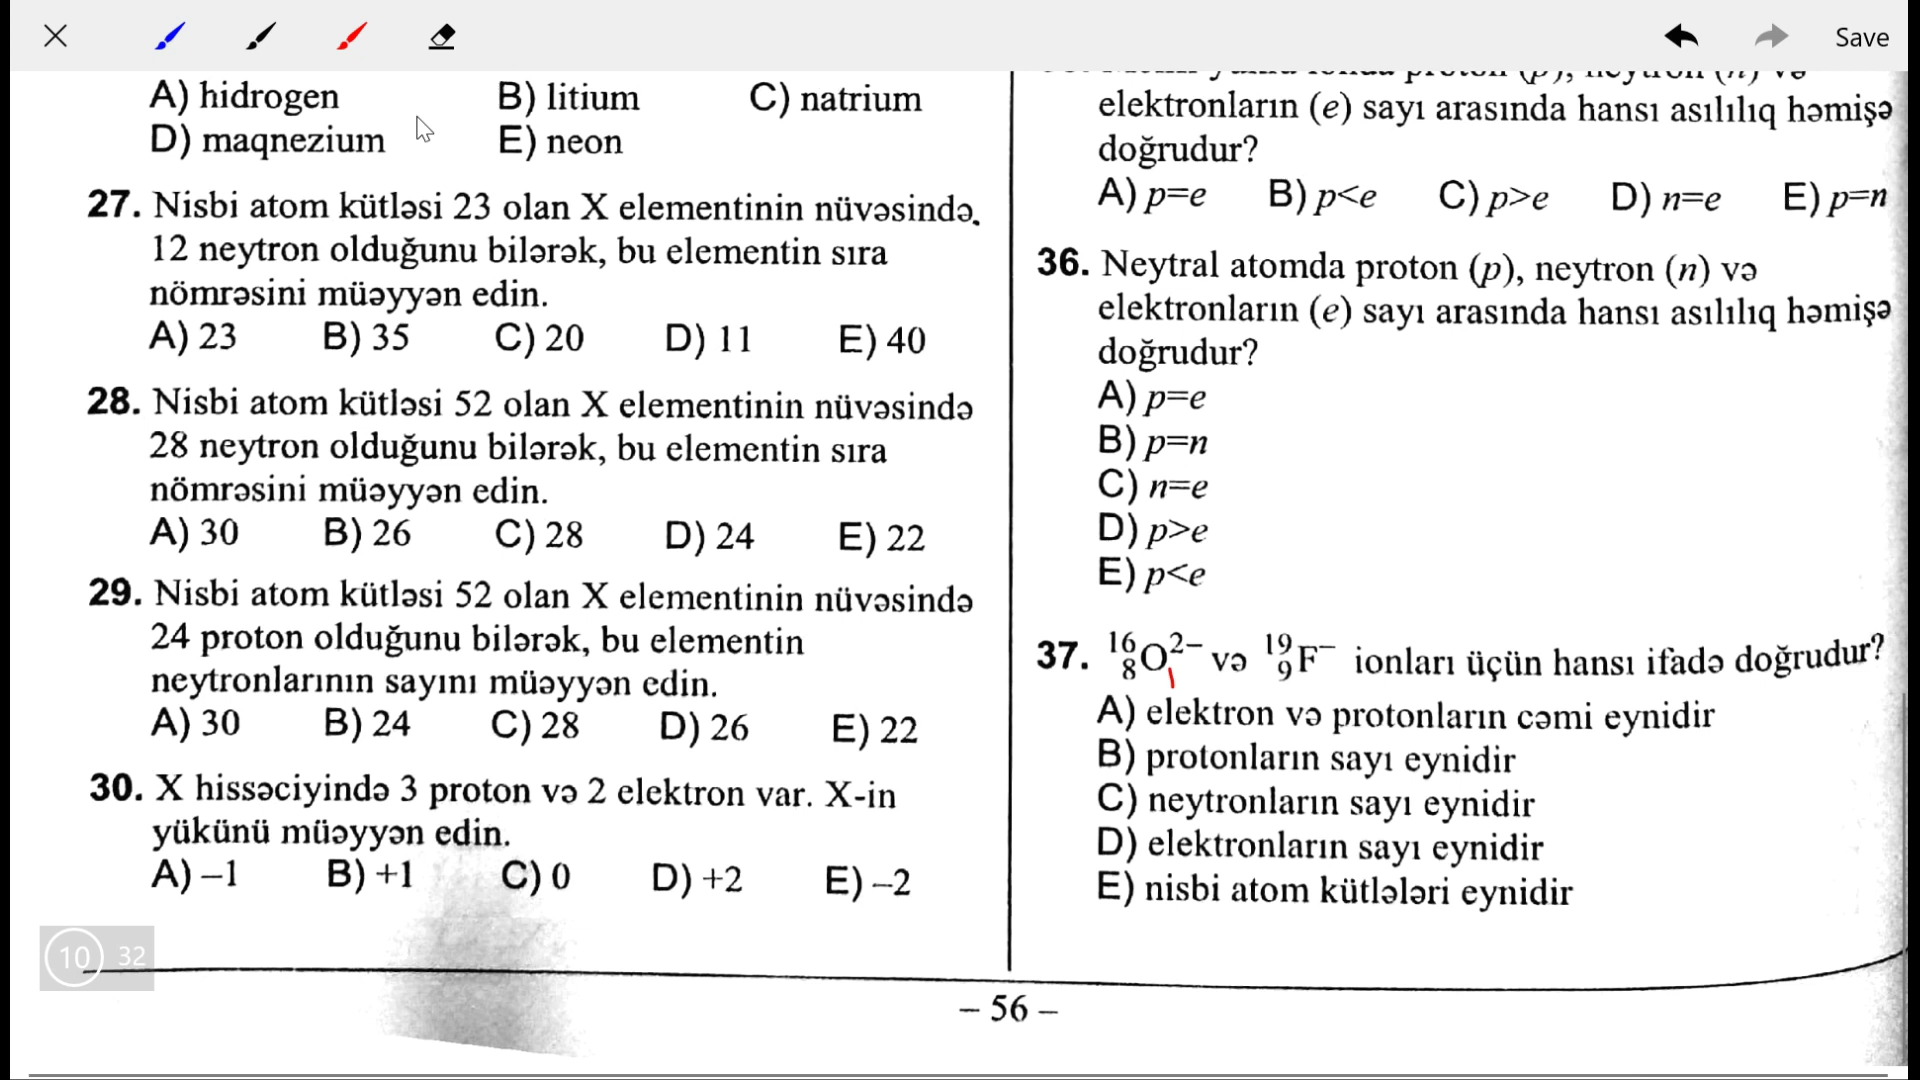 Save
A) hidrogen B) litium C) natrium
D) maqnezium E) neon
27. Nisbi atom kütləsi 23 olan X elementinin nüvəsində
12 neytron olduğunu bilərək, bu elementin sıra
nömrəsini müəyyən edin.
A) 23 B) 35 C) 20 D) 11 E) 40
28. Nisbi atom kütləsi 52 olan X elementinin nüvəsində
28 neytron olduğunu bilərək, bu elementin sıra
nömrəsini müəyyən edin.
A) 30 B) 26 C) 28 D) 24 E) 22
29. Nisbi atom kütləsi 52 olan X elementinin nüvəsində
24 proton olduğunu bilərək, bu elementin
neytronlarının sayını müəyyən edin.
A) 30 B) 24 C) 28 D) 26 E) 22
30. X hissəciyində 3 proton və 2 elektron var. X-in
yükünü müəyyən edin.
A) –1 B) +1 C) 0 D) +2 E) –2
10 32
elektronların (e) sayı arasında hansı asılılıq həmişə
doğrudur?
A) p=e B) p<e C) p>e D) n=e E) p=n
36. Neytral atomda proton (p), neytron (n) və
elektronların (e) sayı arasında hansı asılılıq həmişə
doğrudur?
A) p=e
B) p=n
C) n=e
D) p>e
E) p<e
37. ¹⁶₈O²⁻ və ¹⁹₉F⁻ ionları üçün hansı ifadə doğrudur?
A) elektron və protonların cəmi eynidir
B) protonların sayı eynidir
C) neytronların sayı eynidir
D) elektronların sayı eynidir
E) nisbi atom kütlələri eynidir
– 56 –